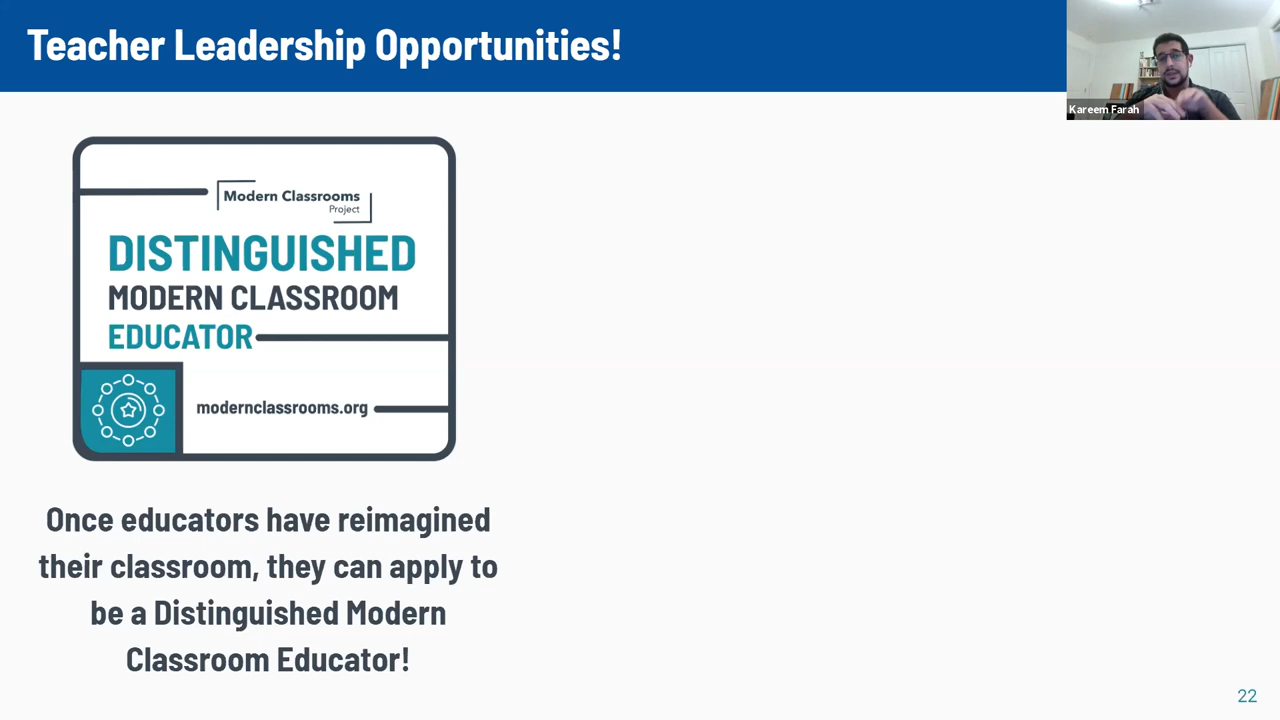 Teacher Leadership Opportunities!
Kareem Farah
Modern Classrooms
Project
DISTINGUISHED
MODERN CLASSROOM
EDUCATOR
modernclassrooms.org
Once educators have reimagined
their classroom, they can apply to
be a Distinguished Modern
Classroom Educator!
22